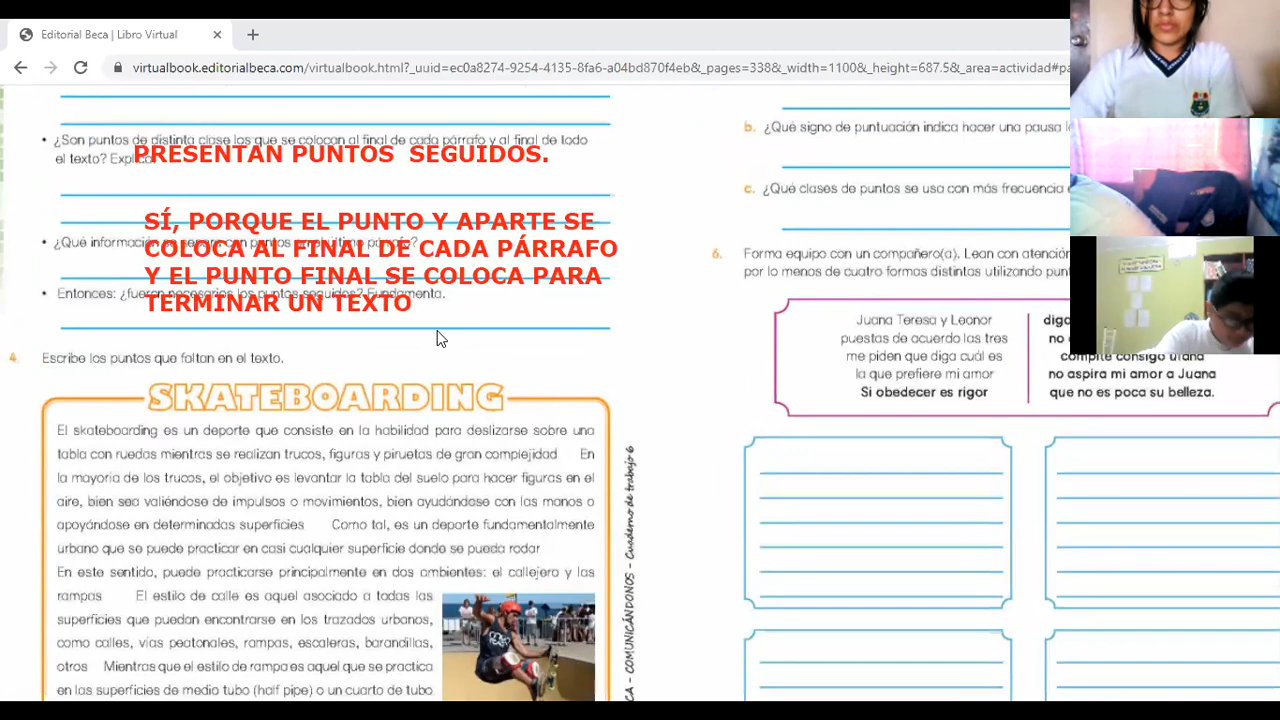 Editorial Beca | Libro Virtual
virtualbook.editorialbeca.com/virtualbook.html?_uuid=ec0a8274-9254-4135-8fa6-a04bd870f4eb&_pages=338&_width=1100&_height=687.5&_area=actividad#pa
• ¿Son puntos de distinta clase los que se colocan al final de cada párrafo y al final de todo
el texto? Explica.
PRESENTAN PUNTOS SEGUIDOS.
SÍ, PORQUE EL PUNTO Y APARTE SE
COLOCA AL FINAL DE CADA PÁRRAFO
Y EL PUNTO FINAL SE COLOCA PARA
TERMINAR UN TEXTO
• ¿Qué información se separa con puntos en el último párrafo?
• Entonces: ¿fueron necesarios los puntos seguidos? Fundamenta.
4. Escribe los puntos que faltan en el texto.
SKATEBOARDING
El skateboarding es un deporte que consiste en la habilidad para deslizarse sobre una
tabla con ruedas mientras se realizan trucos, figuras y piruetas de gran complejidad En
la mayoría de los trucos, el objetivo es levantar la tabla del suelo para hacer figuras en el
aire, bien sea valiéndose de impulsos o movimientos, bien ayudándose con las manos o
apoyándose en determinadas superficies Como tal, es un deporte fundamentalmente
urbano que se puede practicar en casi cualquier superficie donde se pueda rodar
En este sentido, puede practicarse principalmente en dos ambientes: el callejero y las
rampas El estilo de calle es aquel asociado a todas las
superficies que puedan encontrarse en los trazados urbanos,
como calles, vías peatonales, rampas, escaleras, barandillas,
otros Mientras que el estilo de rampa es aquel que se practica
en las superficies de medio tubo (half pipe) o un cuarto de tubo
CA - COMUNICÁNDONOS - Cuaderno de trabajo 6
b. ¿Qué signo de puntuación indica hacer una pausa
c. ¿Qué clases de puntos se usa con más frecuencia
6. Forma equipo con un compañero(a). Lean con atención
por lo menos de cuatro formas distintas utilizando
Juana Teresa y Leonor
puestas de acuerdo las tres
me piden que diga cuál es
la que prefiere mi amor
Si obedecer es rigor
diga
no
compite consigo ufana
no aspira mi amor a Juana
que no es poca su belleza.